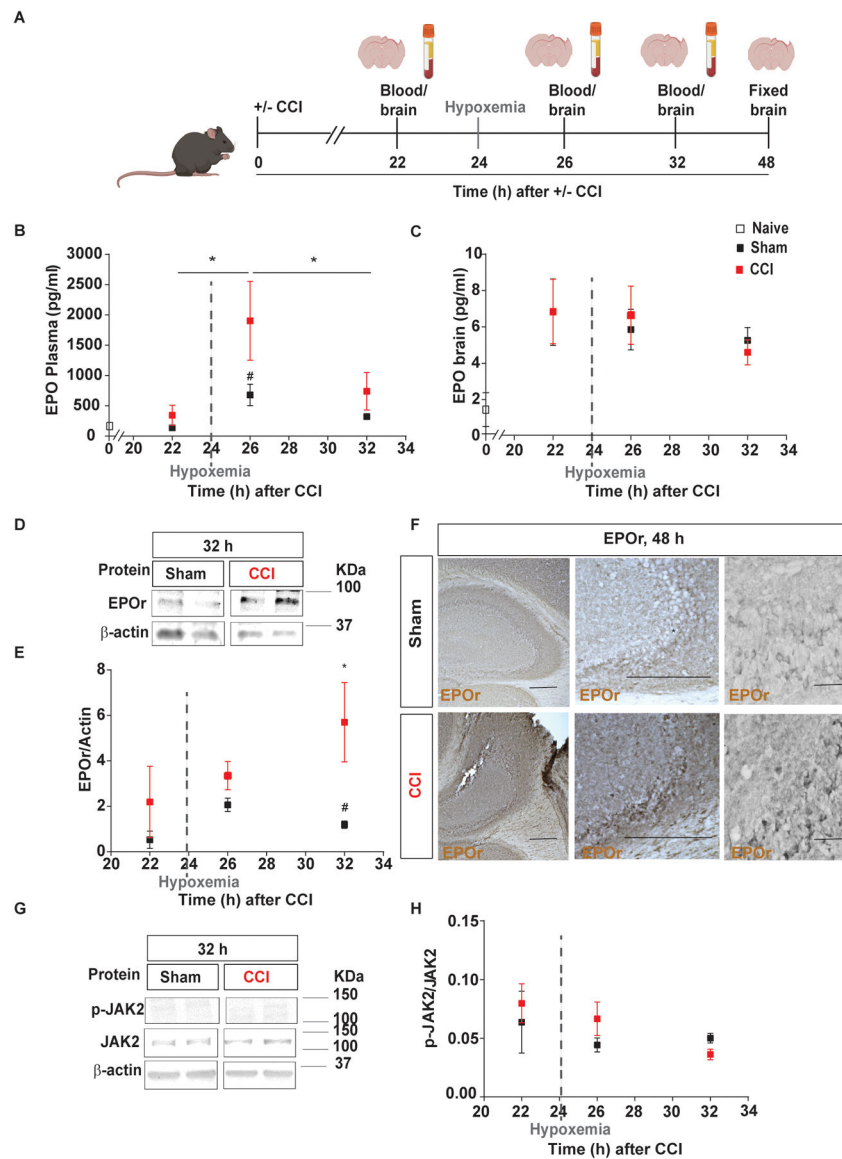 A
+/- CCI
Blood/
brain
Hypoxemia
Blood/
brain
Blood/
brain
Fixed
brain
0 22 24 26 32 48
Time (h) after +/- CCI
B
EPO Plasma (pg/ml)
3000
2500
2000
1500
1000
500
0
* *
#
0 20 22 24 26 28 30 32 34
Hypoxemia
Time (h) after CCI
C
Naive
Sham
CCI
EPO brain (pg/ml)
10
8
6
4
2
0
0 20 22 24 26 28 30 32 34
Hypoxemia
Time (h) after CCI
D
32 h
Protein Sham CCI KDa
100
EPOr
37
β-actin
E
EPOr/Actin
8
6
4
2
0
*
#
20 22 24 26 28 30 32 34
Hypoxemia
Time (h) after CCI
F
EPOr, 48 h
Sham
EPOr EPOr EPOr
CCI
EPOr EPOr EPOr
G
32 h
Protein Sham CCI KDa
150
p-JAK2
100
150
JAK2
100
37
β-actin
H
p-JAK2/JAK2
0.15
0.10
0.05
0.00
20 22 24 26 28 30 32 34
Hypoxemia
Time (h) after CCI